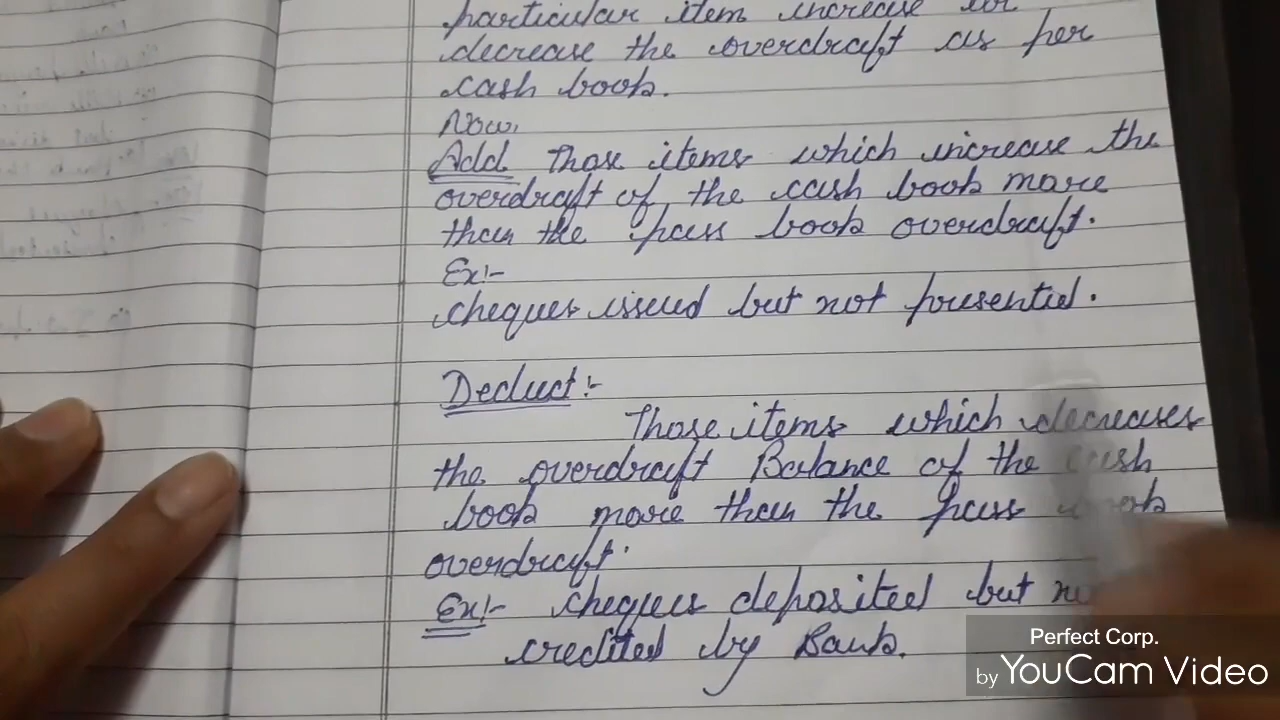 particular item increase or
decrease the overdraft as per
cash book.
Now,
Add those items which increase the
overdraft of the cash book more
than the pass book overdraft.
Ex:-
cheques issued but not presented.
Deduct:-
Those items which decreases
the overdraft Balance of the cash
book more than the pass book
overdraft.
Ex:- cheques deposited but
credited by Bank.
Perfect Corp.
by YouCam Video